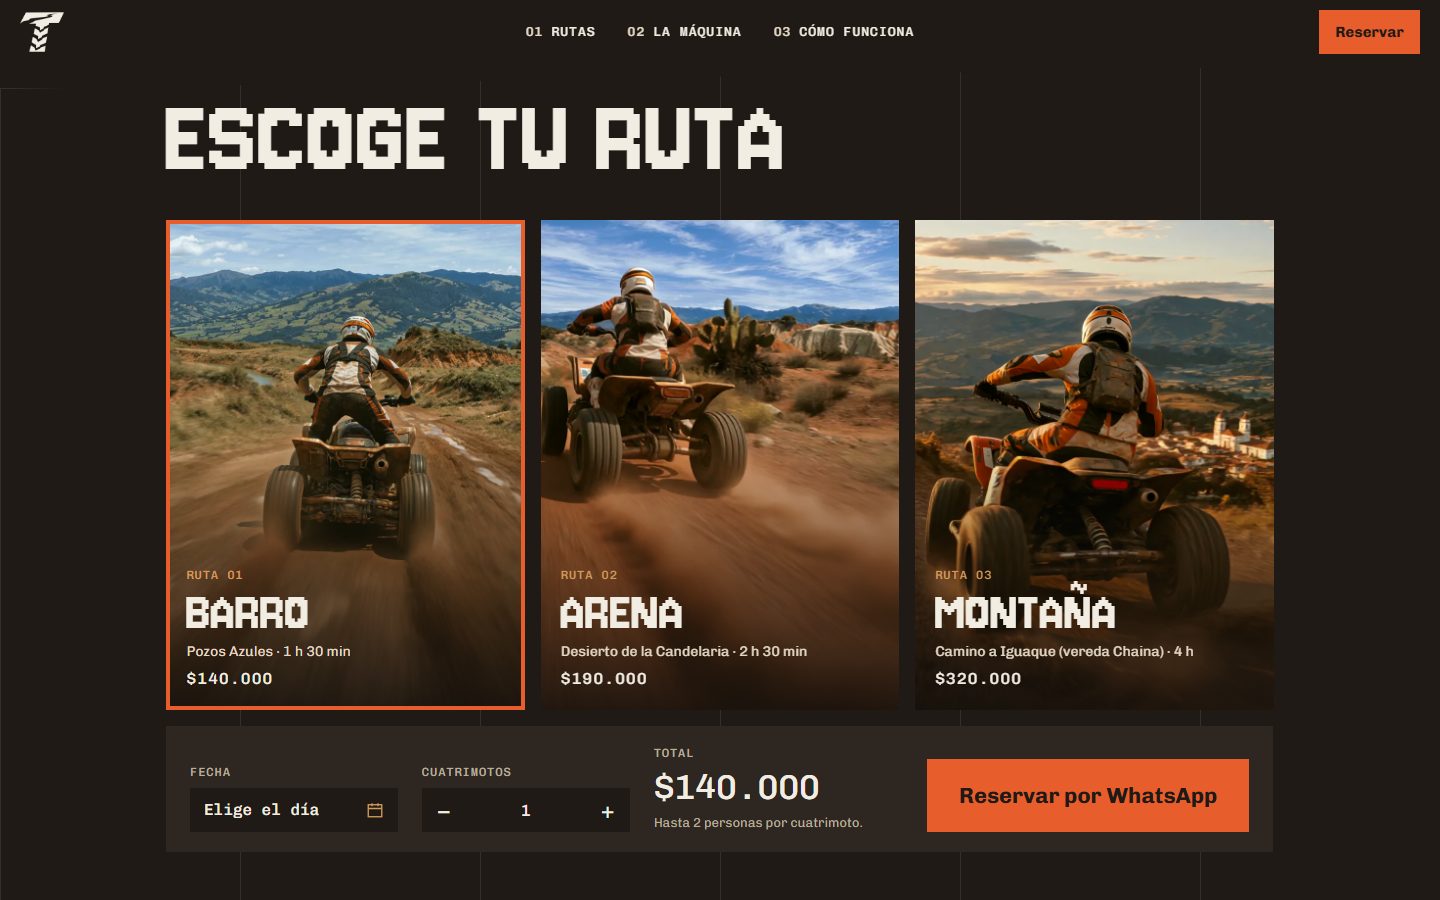 T
01 RUTAS
02 LA MÁQUINA
03 CÓMO FUNCIONA
Reservar
ESCOGE TU RUTA
RUTA 01
BARRO
Pozos Azules · 1 h 30 min
$140.000
RUTA 02
ARENA
Desierto de la Candelaria · 2 h 30 min
$190.000
RUTA 03
MONTAÑA
Camino a Iguaque (vereda Chaina) · 4 h
$320.000
FECHA
Elige el día
CUATRIMOTOS
− 1 +
TOTAL
$140.000
Hasta 2 personas por cuatrimoto.
Reservar por WhatsApp